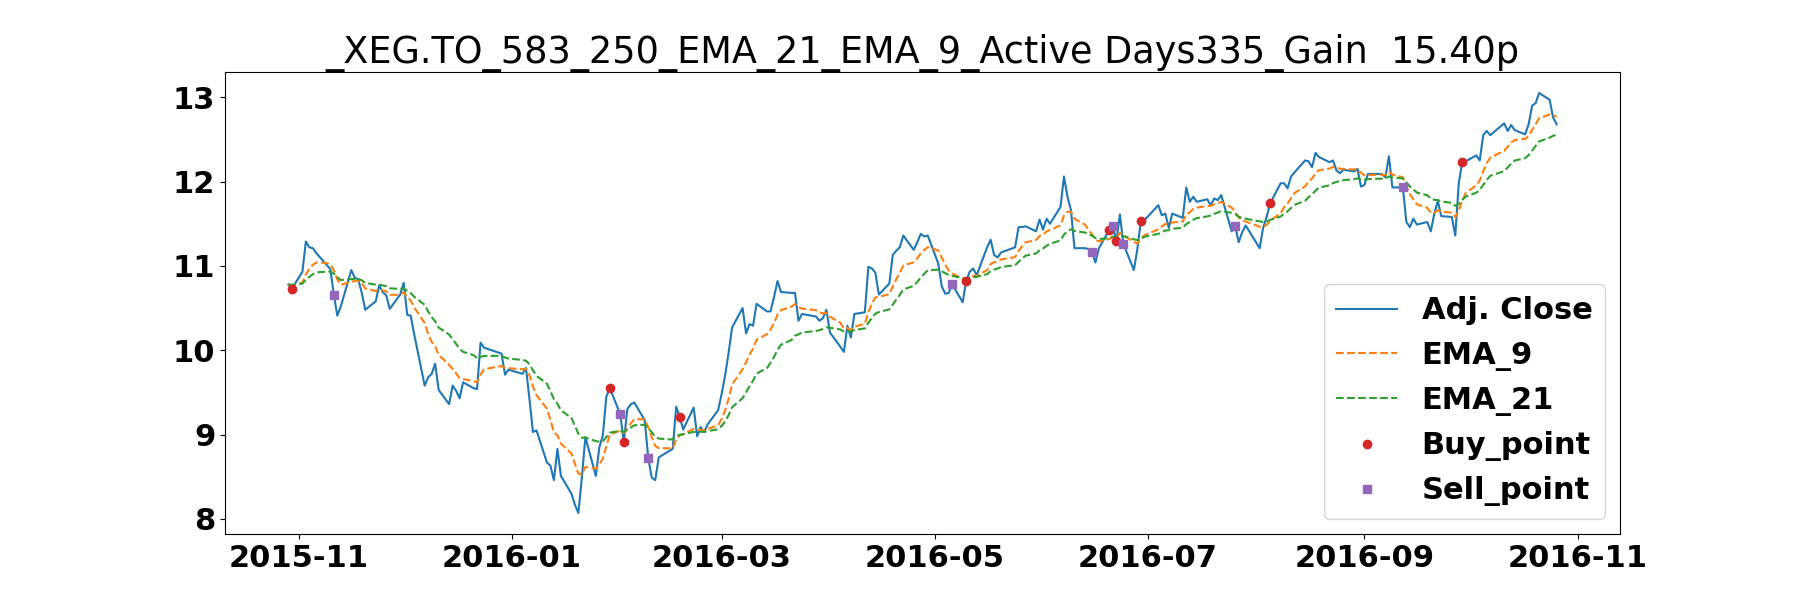 _XEG.TO_583_250_EMA_21_EMA_9_Active Days335_Gain  15.40p
13
12
11
10
9
8
Adj. Close
EMA_9
EMA_21
Buy_point
Sell_point
2015-11 2016-01 2016-03 2016-05 2016-07 2016-09 2016-11